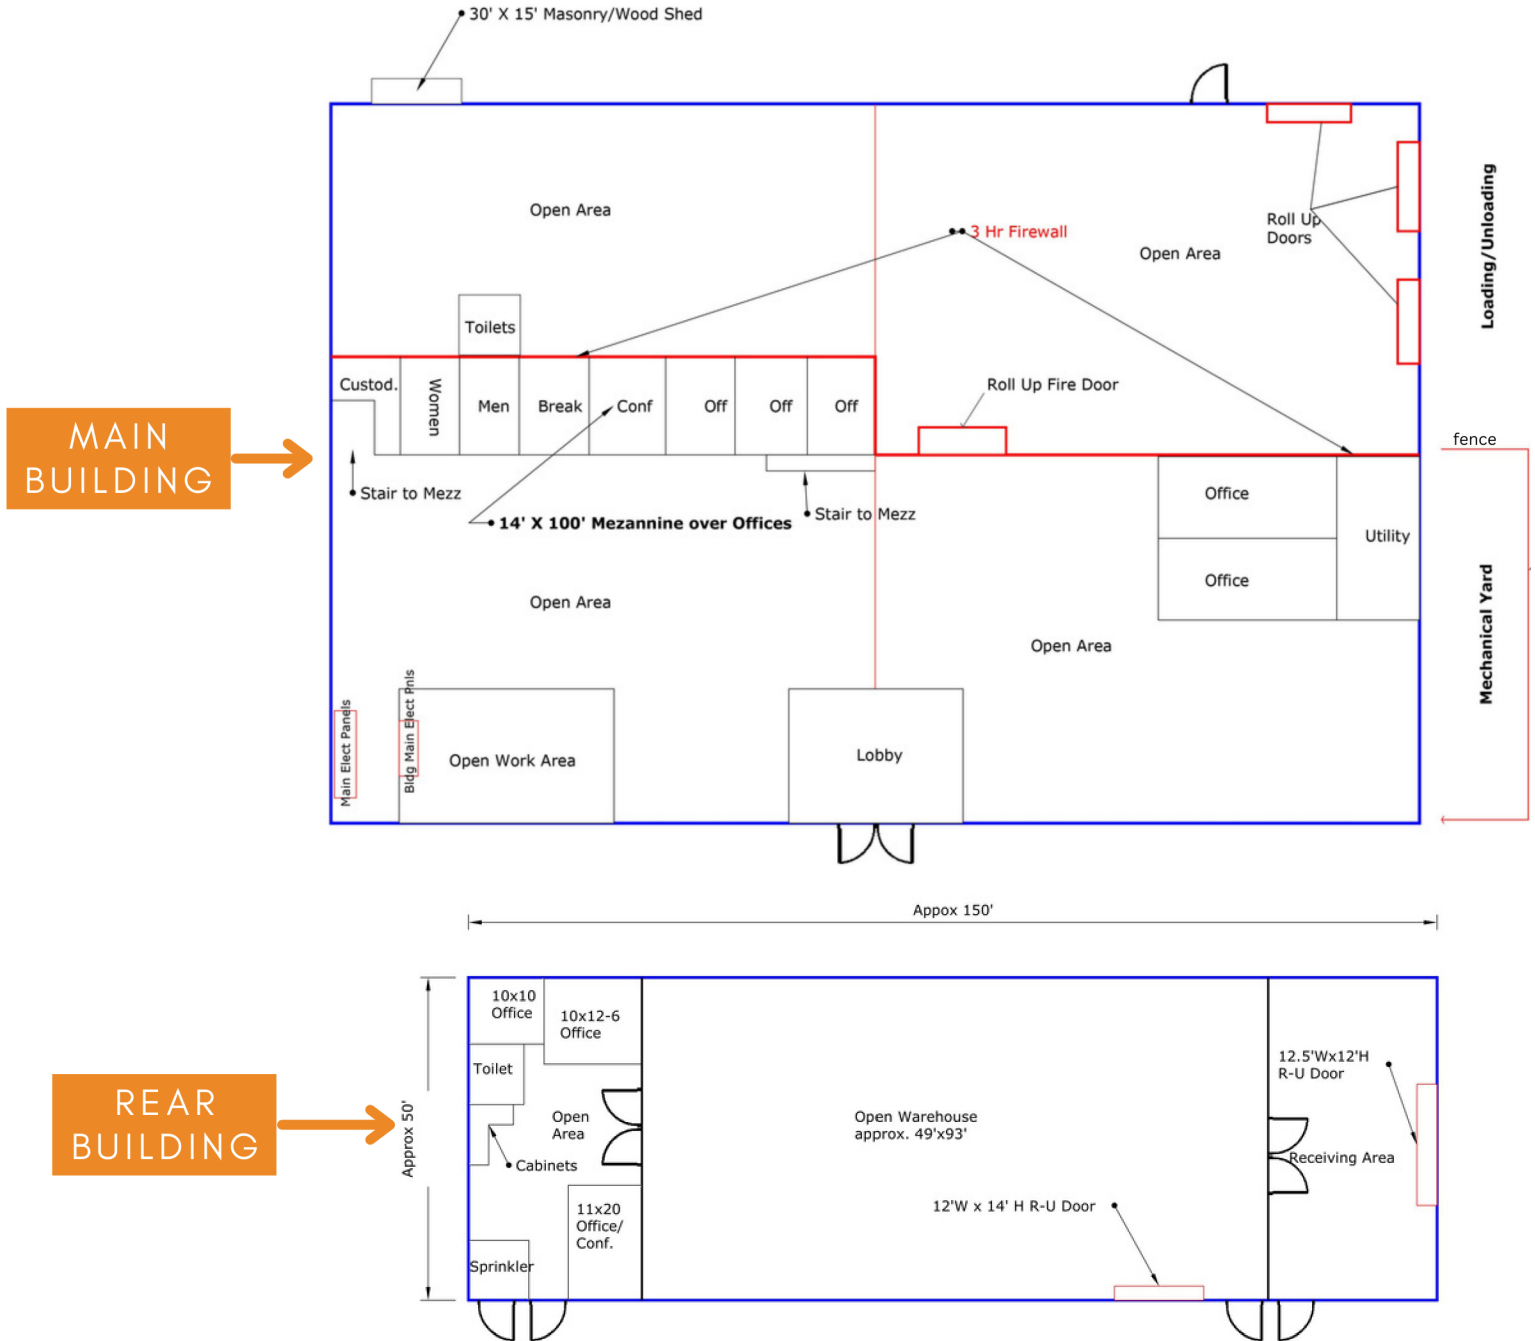 30' X 15' Masonry/Wood Shed
Open Area
3 Hr Firewall
Open Area
Roll Up
Doors
Loading/Unloading
Toilets
Custod.
Women
Men
Break
Conf
Off
Off
Off
Roll Up Fire Door
MAIN
BUILDING
fence
Stair to Mezz
14' X 100' Mezannine over Offices
Stair to Mezz
Office
Utility
Office
Open Area
Open Area
Mechanical Yard
Main Elect Panels
Bldg Main Elect Pnls
Open Work Area
Lobby
Appox 150'
REAR
BUILDING
Approx 50'
10x10
Office
10x12-6
Office
Toilet
Open
Area
Cabinets
11x20
Office/
Conf.
Sprinkler
Open Warehouse
approx. 49'x93'
12'W x 14' H R-U Door
12.5'Wx12'H
R-U Door
Receiving Area